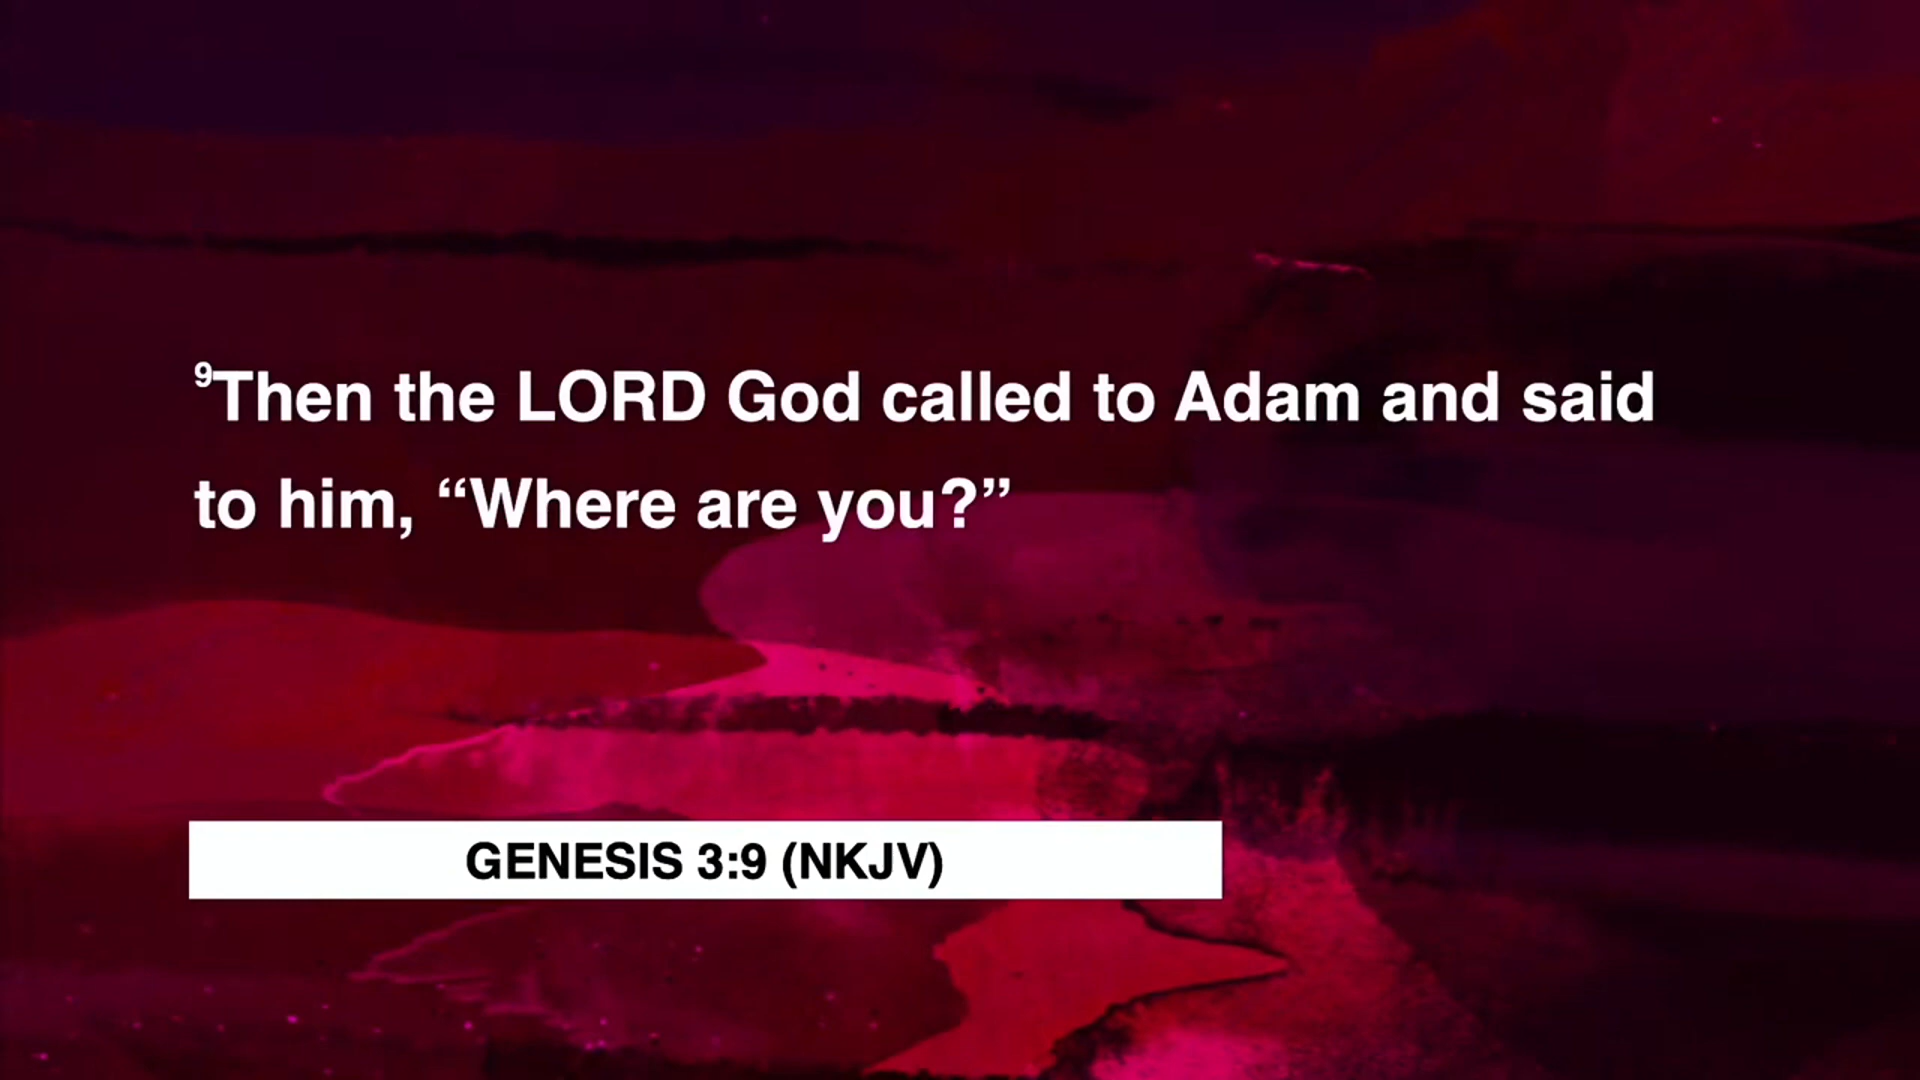 ⁹Then the LORD God called to Adam and said
to him, “Where are you?”
GENESIS 3:9 (NKJV)